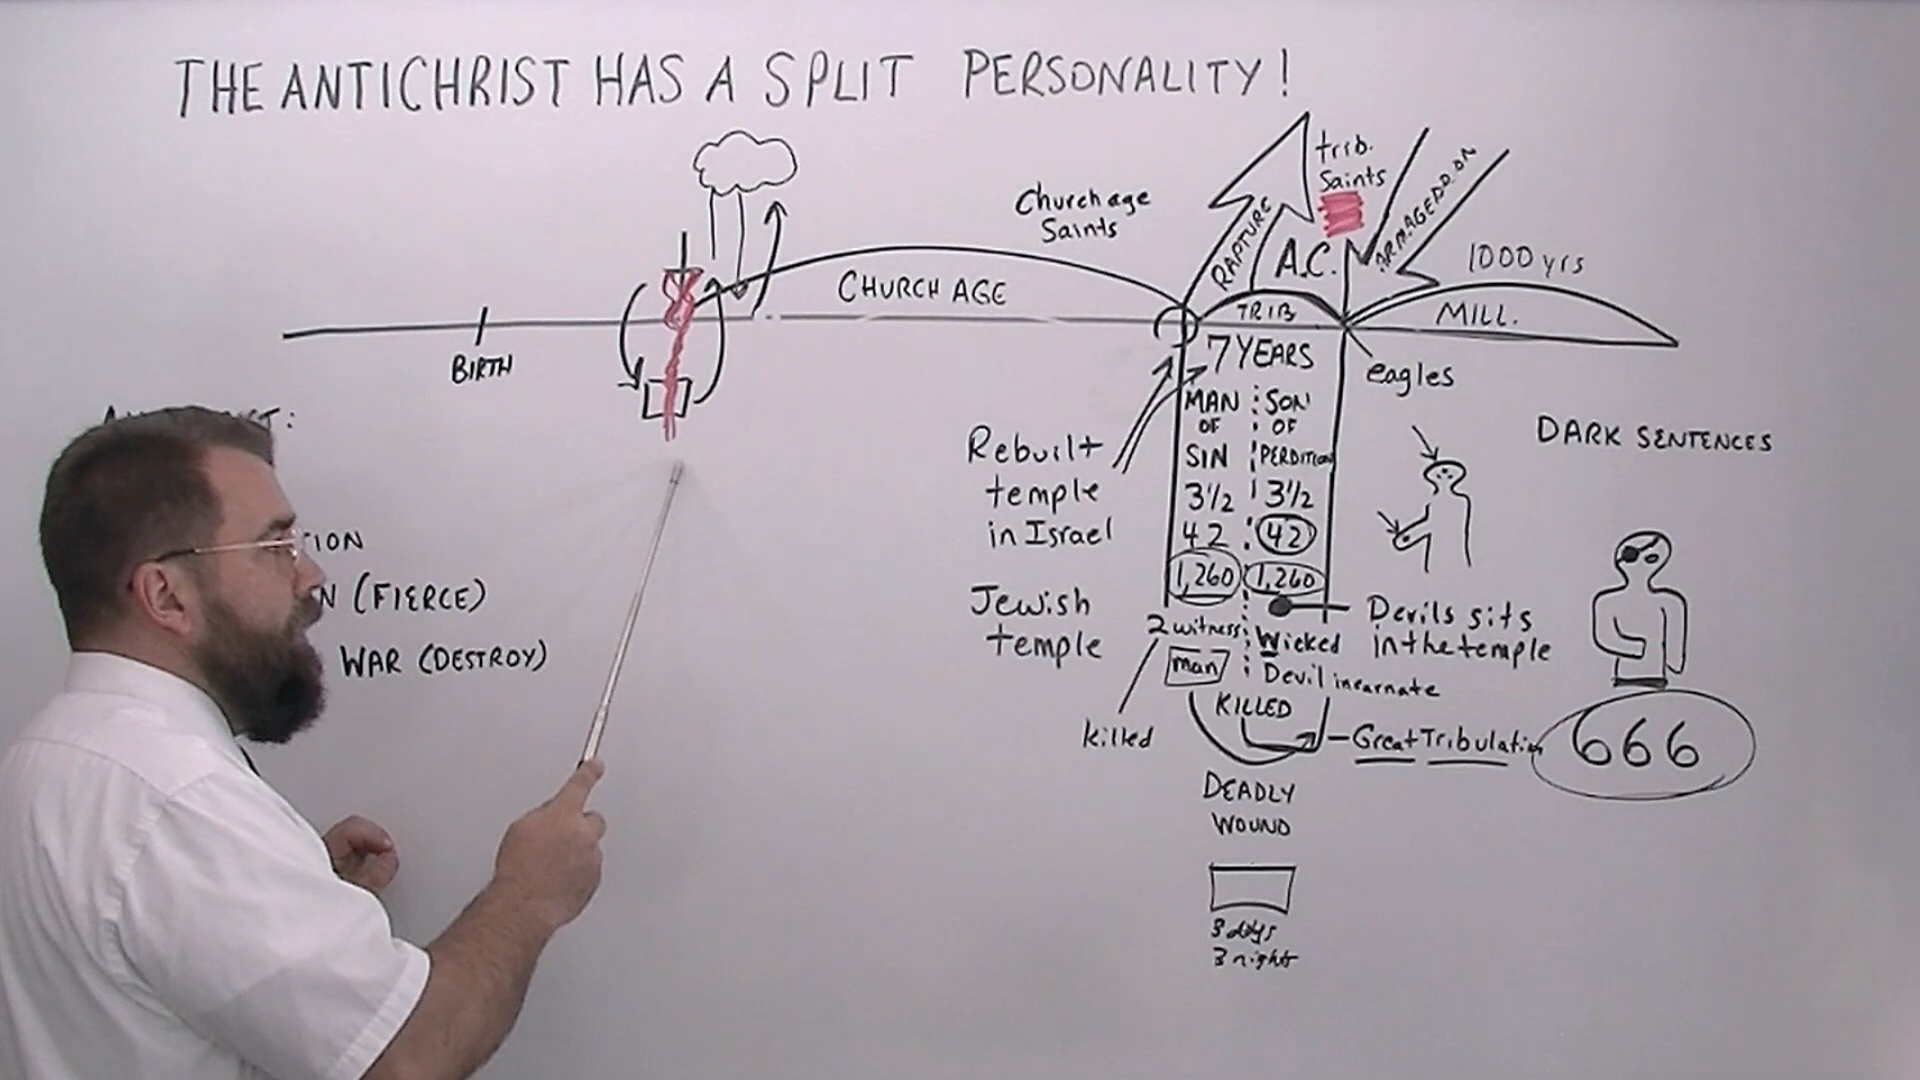 THE ANTICHRIST HAS A SPLIT PERSONALITY!
trib.
Saints
Church age
Saints
RAPTURE
A.C.
ARMAGEDDON
1000 yrs
CHURCH AGE
TRIB
MILL.
BIRTH
7 YEARS
eagles
MAN
OF
SIN
SON
OF
PERDITION
3½ 3½
42 42
1,260 1,260
Rebuilt
temple
in Israel
Jewish
temple
DARK SENTENCES
TION
N (FIERCE)
WAR (DESTROY)
2 witness
man
Wicked
Devil incarnate
Devils sits
in the temple
KILLED
killed
Great Tribulation
666
DEADLY
WOUND
3 days
3 nights